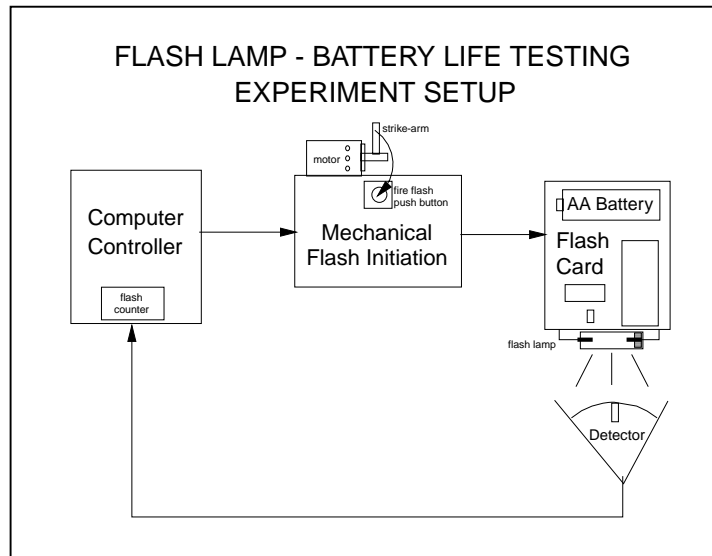 FLASH LAMP - BATTERY LIFE TESTING
EXPERIMENT SETUP
strike-arm
motor
fire flash
push button
Computer
Controller
flash
counter
Mechanical
Flash Initiation
AA Battery
Flash
Card
flash lamp
Detector